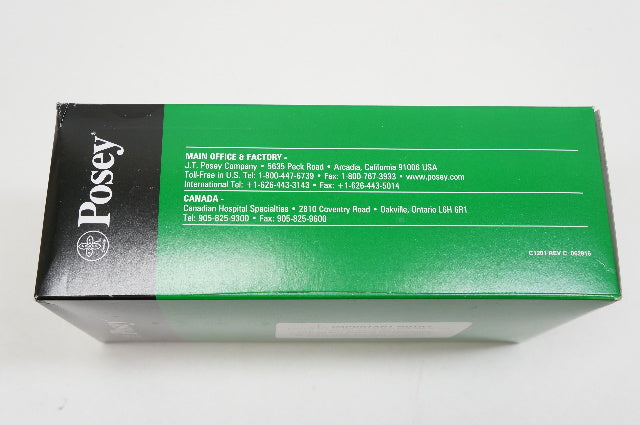 Posey®
MAIN OFFICE & FACTORY -
J.T. Posey Company • 5635 Peck Road • Arcadia, California 91006 USA
Toll-Free in U.S. Tel: 1-800-447-6739 • Fax: 1-800-767-3933 • www.posey.com
International Tel: +1-626-443-3143 • Fax: +1-626-443-5014
CANADA -
Canadian Hospital Specialties • 2810 Coventry Road • Oakville, Ontario L6H 6R1
Tel: 905-825-9300 • Fax: 905-825-9600
C1201 REV C 062915